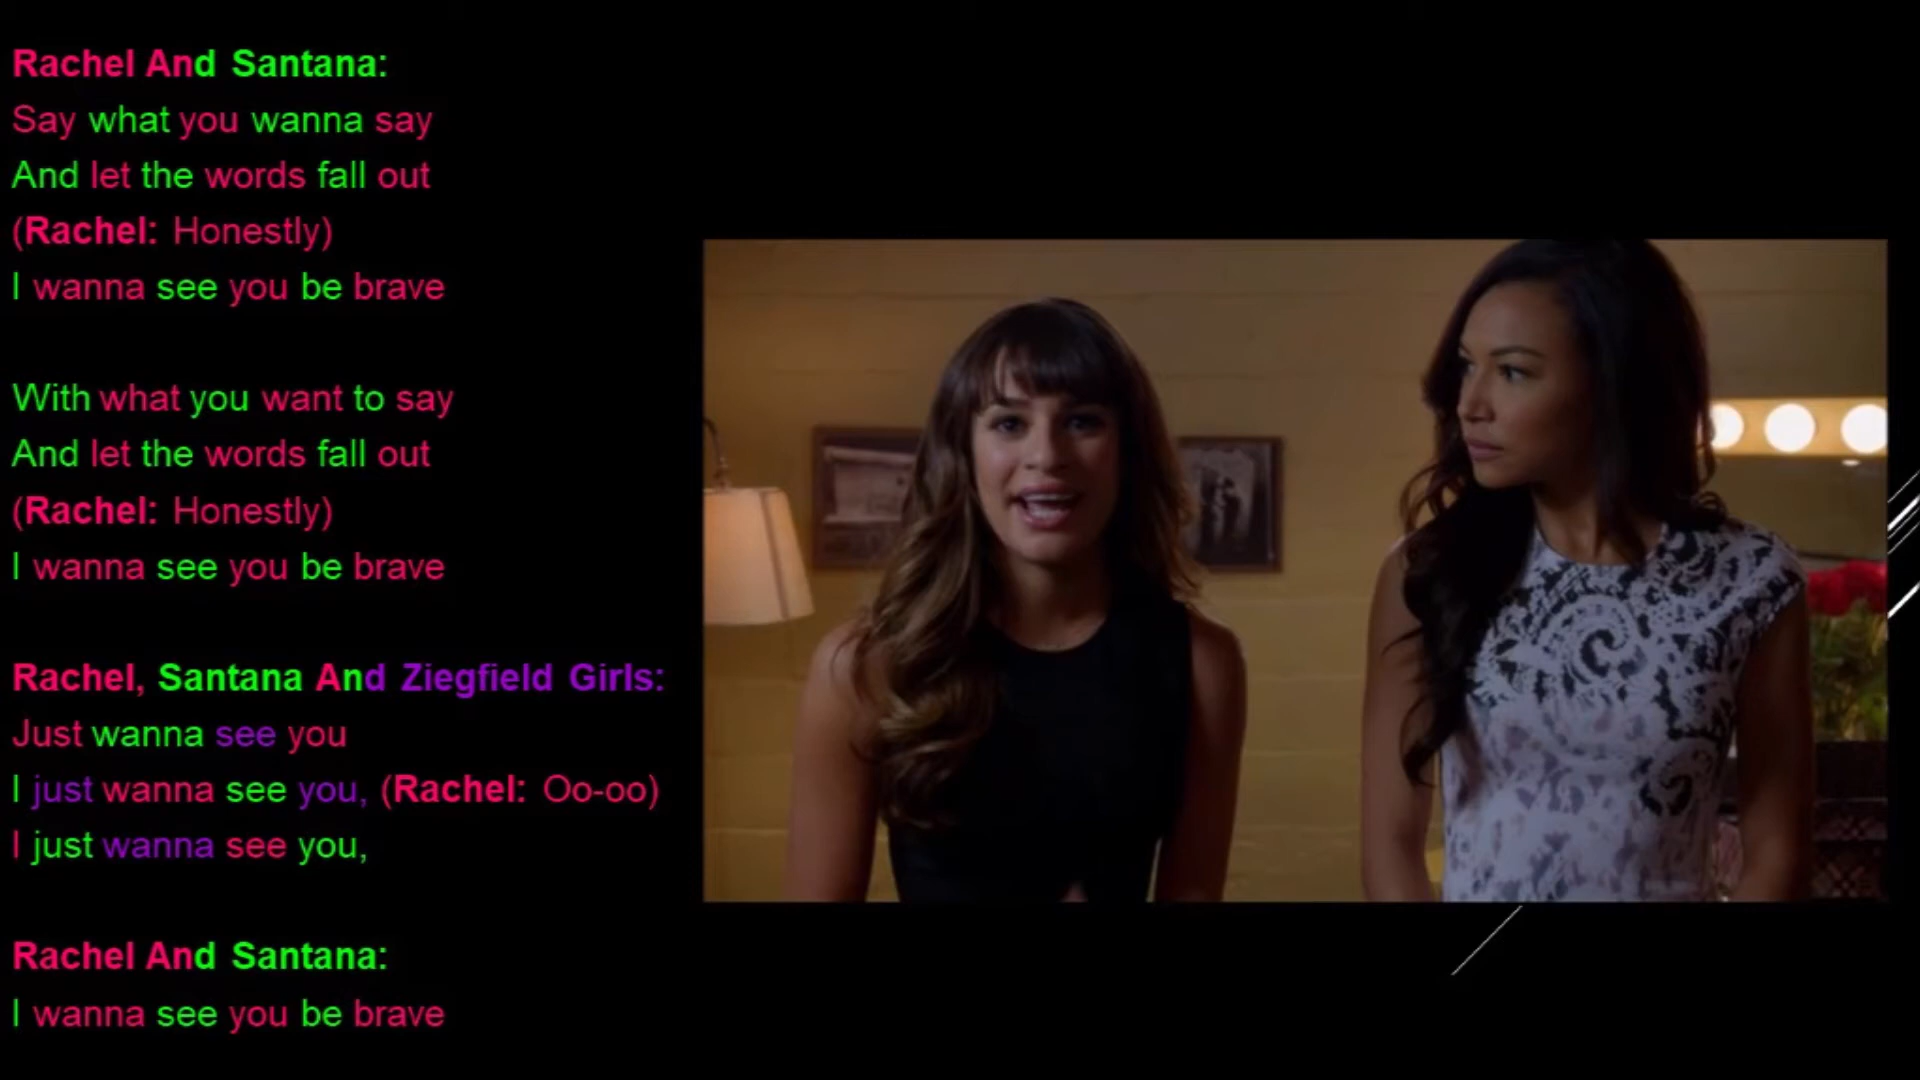 Rachel And Santana:
Say what you wanna say
And let the words fall out
(Rachel: Honestly)
I wanna see you be brave
With what you want to say
And let the words fall out
(Rachel: Honestly)
I wanna see you be brave
Rachel, Santana And Ziegfield Girls:
Just wanna see you
I just wanna see you, (Rachel: Oo-oo)
I just wanna see you,
Rachel And Santana:
I wanna see you be brave